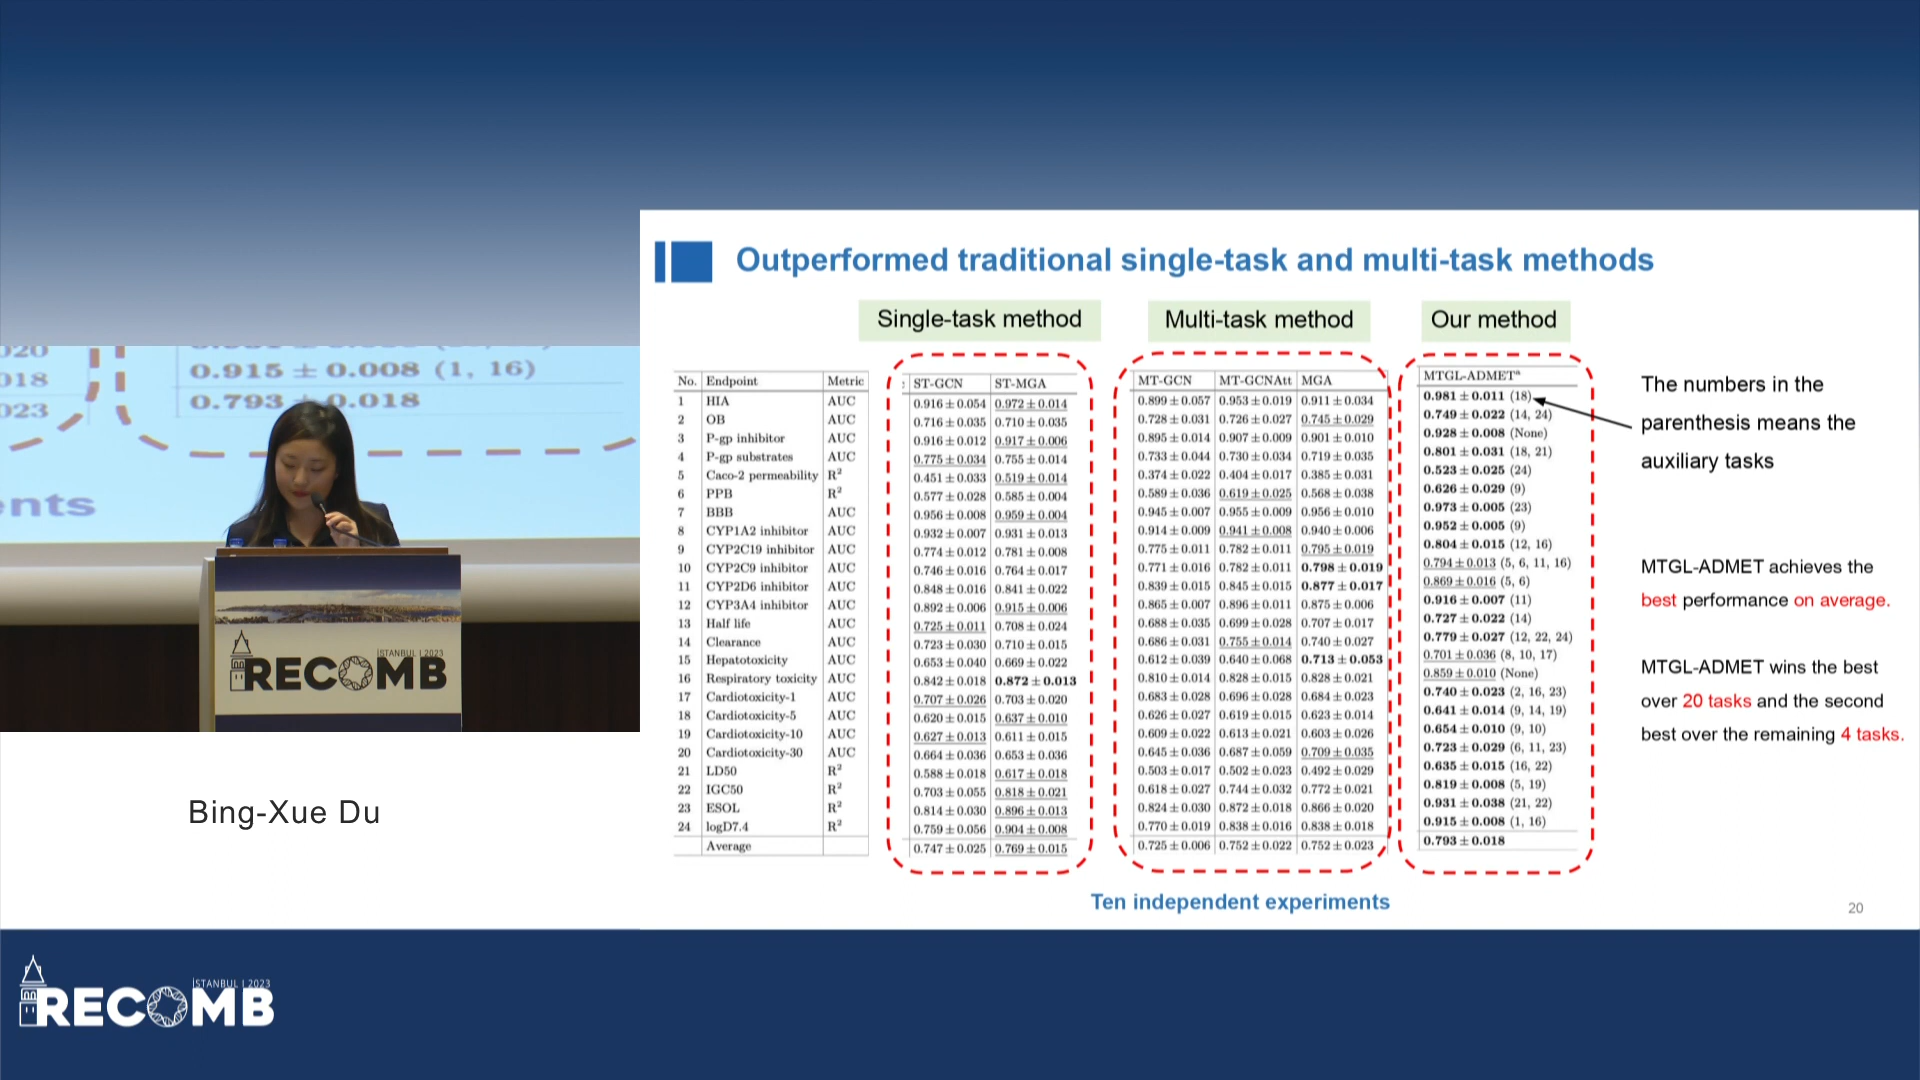 020
018
023
0.915 ± 0.008 (1, 16)
0.793 ± 0.018
ents
İSTANBUL | 2023
RECOMB
Bing-Xue Du
Outperformed traditional single-task and multi-task methods
Single-task method Multi-task method Our method
No. Endpoint Metric : ST-GCN ST-MGA MT-GCN MT-GCNAtt MGA MTGL-ADMETᵃ
1 HIA AUC 0.916 ± 0.054 0.972 ± 0.014 0.899 ± 0.057 0.953 ± 0.019 0.911 ± 0.034 0.981 ± 0.011 (18)
2 OB AUC 0.716 ± 0.035 0.710 ± 0.035 0.728 ± 0.031 0.726 ± 0.027 0.745 ± 0.029 0.749 ± 0.022 (14, 24)
3 P-gp inhibitor AUC 0.916 ± 0.012 0.917 ± 0.006 0.895 ± 0.014 0.907 ± 0.009 0.901 ± 0.010 0.928 ± 0.008 (None)
4 P-gp substrates AUC 0.775 ± 0.034 0.755 ± 0.014 0.733 ± 0.044 0.730 ± 0.034 0.719 ± 0.035 0.801 ± 0.031 (18, 21)
5 Caco-2 permeability R² 0.451 ± 0.033 0.519 ± 0.014 0.374 ± 0.022 0.404 ± 0.017 0.385 ± 0.031 0.523 ± 0.025 (24)
6 PPB R² 0.577 ± 0.028 0.585 ± 0.004 0.589 ± 0.036 0.619 ± 0.025 0.568 ± 0.038 0.626 ± 0.029 (9)
7 BBB AUC 0.956 ± 0.008 0.959 ± 0.004 0.945 ± 0.007 0.955 ± 0.009 0.956 ± 0.010 0.973 ± 0.005 (23)
8 CYP1A2 inhibitor AUC 0.932 ± 0.007 0.931 ± 0.013 0.914 ± 0.009 0.941 ± 0.008 0.940 ± 0.006 0.952 ± 0.005 (9)
9 CYP2C19 inhibitor AUC 0.774 ± 0.012 0.781 ± 0.008 0.775 ± 0.011 0.782 ± 0.011 0.795 ± 0.019 0.804 ± 0.015 (12, 16)
10 CYP2C9 inhibitor AUC 0.746 ± 0.016 0.764 ± 0.017 0.771 ± 0.016 0.782 ± 0.011 0.798 ± 0.019 0.794 ± 0.013 (5, 6, 11, 16)
11 CYP2D6 inhibitor AUC 0.848 ± 0.016 0.841 ± 0.022 0.839 ± 0.015 0.845 ± 0.015 0.877 ± 0.017 0.869 ± 0.016 (5, 6)
12 CYP3A4 inhibitor AUC 0.892 ± 0.006 0.915 ± 0.006 0.865 ± 0.007 0.896 ± 0.011 0.875 ± 0.006 0.916 ± 0.007 (11)
13 Half life AUC 0.725 ± 0.011 0.708 ± 0.024 0.688 ± 0.035 0.699 ± 0.028 0.707 ± 0.017 0.727 ± 0.022 (14)
14 Clearance AUC 0.723 ± 0.030 0.710 ± 0.015 0.686 ± 0.031 0.755 ± 0.014 0.740 ± 0.027 0.779 ± 0.027 (12, 22, 24)
15 Hepatotoxicity AUC 0.653 ± 0.040 0.669 ± 0.022 0.612 ± 0.039 0.640 ± 0.068 0.713 ± 0.053 0.701 ± 0.036 (8, 10, 17)
16 Respiratory toxicity AUC 0.842 ± 0.018 0.872 ± 0.013 0.810 ± 0.014 0.828 ± 0.015 0.828 ± 0.021 0.859 ± 0.010 (None)
17 Cardiotoxicity-1 AUC 0.707 ± 0.026 0.703 ± 0.020 0.683 ± 0.028 0.696 ± 0.028 0.684 ± 0.023 0.740 ± 0.023 (2, 16, 23)
18 Cardiotoxicity-5 AUC 0.620 ± 0.015 0.637 ± 0.010 0.626 ± 0.027 0.619 ± 0.015 0.623 ± 0.014 0.641 ± 0.014 (9, 14, 19)
19 Cardiotoxicity-10 AUC 0.627 ± 0.013 0.611 ± 0.015 0.609 ± 0.022 0.613 ± 0.021 0.603 ± 0.026 0.654 ± 0.010 (9, 10)
20 Cardiotoxicity-30 AUC 0.664 ± 0.036 0.653 ± 0.036 0.645 ± 0.036 0.687 ± 0.059 0.709 ± 0.035 0.723 ± 0.029 (6, 11, 23)
21 LD50 R² 0.588 ± 0.018 0.617 ± 0.018 0.503 ± 0.017 0.502 ± 0.023 0.492 ± 0.029 0.635 ± 0.015 (16, 22)
22 IGC50 R² 0.703 ± 0.055 0.818 ± 0.021 0.618 ± 0.027 0.744 ± 0.032 0.772 ± 0.021 0.819 ± 0.008 (5, 19)
23 ESOL R² 0.814 ± 0.030 0.896 ± 0.013 0.824 ± 0.030 0.872 ± 0.018 0.866 ± 0.020 0.931 ± 0.038 (21, 22)
24 logD7.4 R² 0.759 ± 0.056 0.904 ± 0.008 0.770 ± 0.019 0.838 ± 0.016 0.838 ± 0.018 0.915 ± 0.008 (1, 16)
Average 0.747 ± 0.025 0.769 ± 0.015 0.725 ± 0.006 0.752 ± 0.022 0.752 ± 0.023 0.793 ± 0.018
The numbers in the
parenthesis means the
auxiliary tasks
MTGL-ADMET achieves the
best performance on average.
MTGL-ADMET wins the best
over 20 tasks and the second
best over the remaining 4 tasks.
Ten independent experiments
20
İSTANBUL | 2023
RECOMB